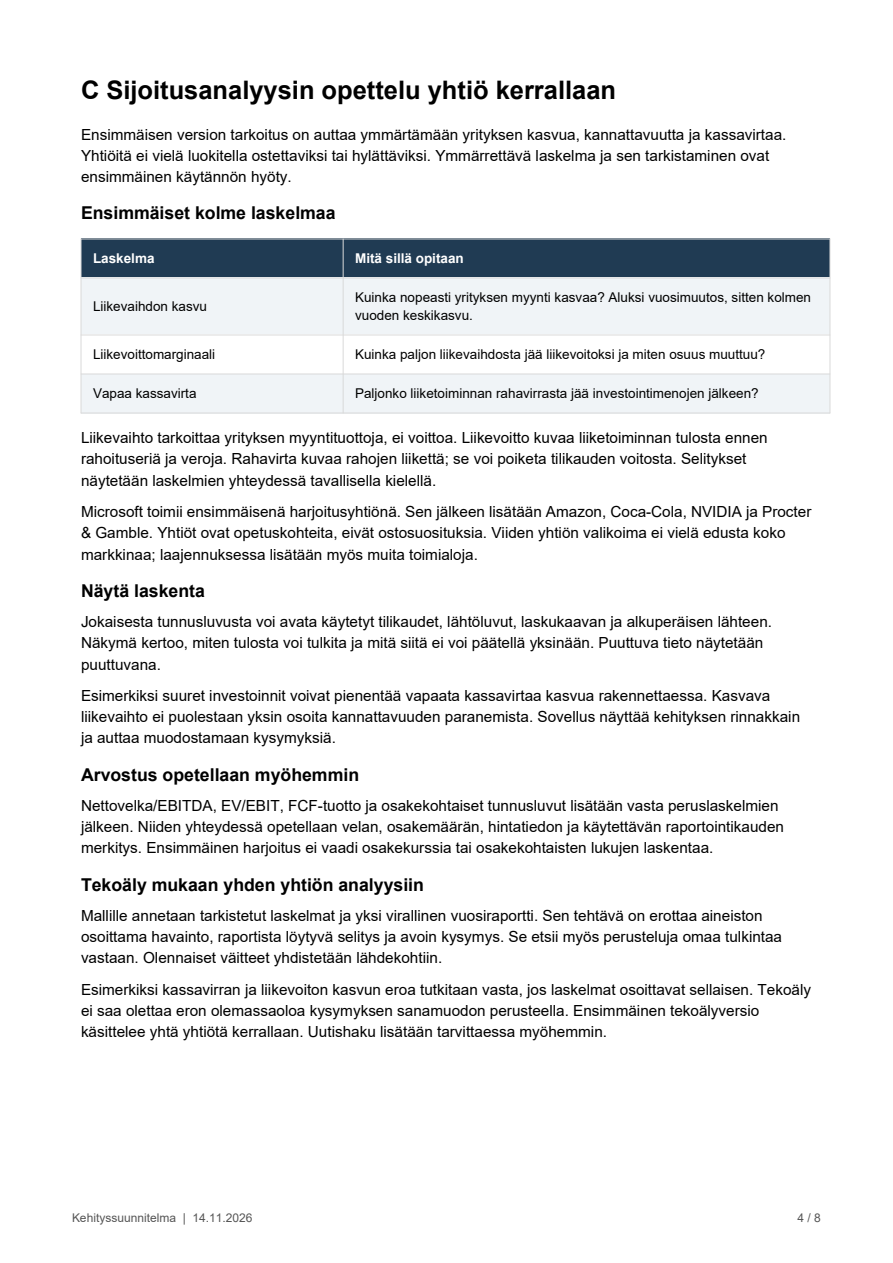 C Sijoitusanalyysin opettelu yhtiö kerrallaan
Ensimmäisen version tarkoitus on auttaa ymmärtämään yrityksen kasvua, kannattavuutta ja kassavirtaa.
Yhtiöitä ei vielä luokitella ostettaviksi tai hylättäviksi. Ymmärrettävä laskelma ja sen tarkistaminen ovat
ensimmäinen käytännön hyöty.
Ensimmäiset kolme laskelmaa
Laskelma
Mitä sillä opitaan
Liikevaihdon kasvu
Kuinka nopeasti yrityksen myynti kasvaa? Aluksi vuosimuutos, sitten kolmen
vuoden keskikasvu.
Liikevoittomarginaali
Kuinka paljon liikevaihdosta jää liikevoitoksi ja miten osuus muuttuu?
Vapaa kassavirta
Paljonko liiketoiminnan rahavirrasta jää investointimenojen jälkeen?
Liikevaihto tarkoittaa yrityksen myyntituottoja, ei voittoa. Liikevoitto kuvaa liiketoiminnan tulosta ennen
rahoituseriä ja veroja. Rahavirta kuvaa rahojen liikettä; se voi poiketa tilikauden voitosta. Selitykset
näytetään laskelmien yhteydessä tavallisella kielellä.
Microsoft toimii ensimmäisenä harjoitusyhtiönä. Sen jälkeen lisätään Amazon, Coca-Cola, NVIDIA ja Procter
& Gamble. Yhtiöt ovat opetuskohteita, eivät ostosuosituksia. Viiden yhtiön valikoima ei vielä edusta koko
markkinaa; laajennuksessa lisätään myös muita toimialoja.
Näytä laskenta
Jokaisesta tunnusluvusta voi avata käytetyt tilikaudet, lähtöluvut, laskukaavan ja alkuperäisen lähteen.
Näkymä kertoo, miten tulosta voi tulkita ja mitä siitä ei voi päätellä yksinään. Puuttuva tieto näytetään
puuttuvana.
Esimerkiksi suuret investoinnit voivat pienentää vapaata kassavirtaa kasvua rakennettaessa. Kasvava
liikevaihto ei puolestaan yksin osoita kannattavuuden paranemista. Sovellus näyttää kehityksen rinnakkain
ja auttaa muodostamaan kysymyksiä.
Arvostus opetellaan myöhemmin
Nettovelka/EBITDA, EV/EBIT, FCF-tuotto ja osakekohtaiset tunnusluvut lisätään vasta peruslaskelmien
jälkeen. Niiden yhteydessä opetellaan velan, osakemäärän, hintatiedon ja käytettävän raportointikauden
merkitys. Ensimmäinen harjoitus ei vaadi osakekurssia tai osakekohtaisten lukujen laskentaa.
Tekoäly mukaan yhden yhtiön analyysiin
Mallille annetaan tarkistetut laskelmat ja yksi virallinen vuosiraportti. Sen tehtävä on erottaa aineiston
osoittama havainto, raportista löytyvä selitys ja avoin kysymys. Se etsii myös perusteluja omaa tulkintaa
vastaan. Olennaiset väitteet yhdistetään lähdekohtiin.
Esimerkiksi kassavirran ja liikevoiton kasvun eroa tutkitaan vasta, jos laskelmat osoittavat sellaisen. Tekoäly
ei saa olettaa eron olemassaoloa kysymyksen sanamuodon perusteella. Ensimmäinen tekoälyversio
käsittelee yhtä yhtiötä kerrallaan. Uutishaku lisätään tarvittaessa myöhemmin.
Kehityssuunnitelma | 14.11.2026
4 / 8